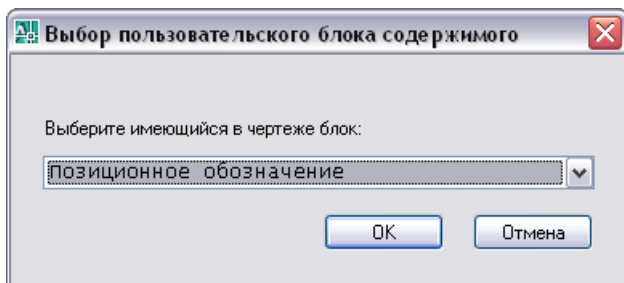 Выбор пользовательского блока содержимого
Выберите имеющийся в чертеже блок:
Позиционное обозначение
OK
Отмена